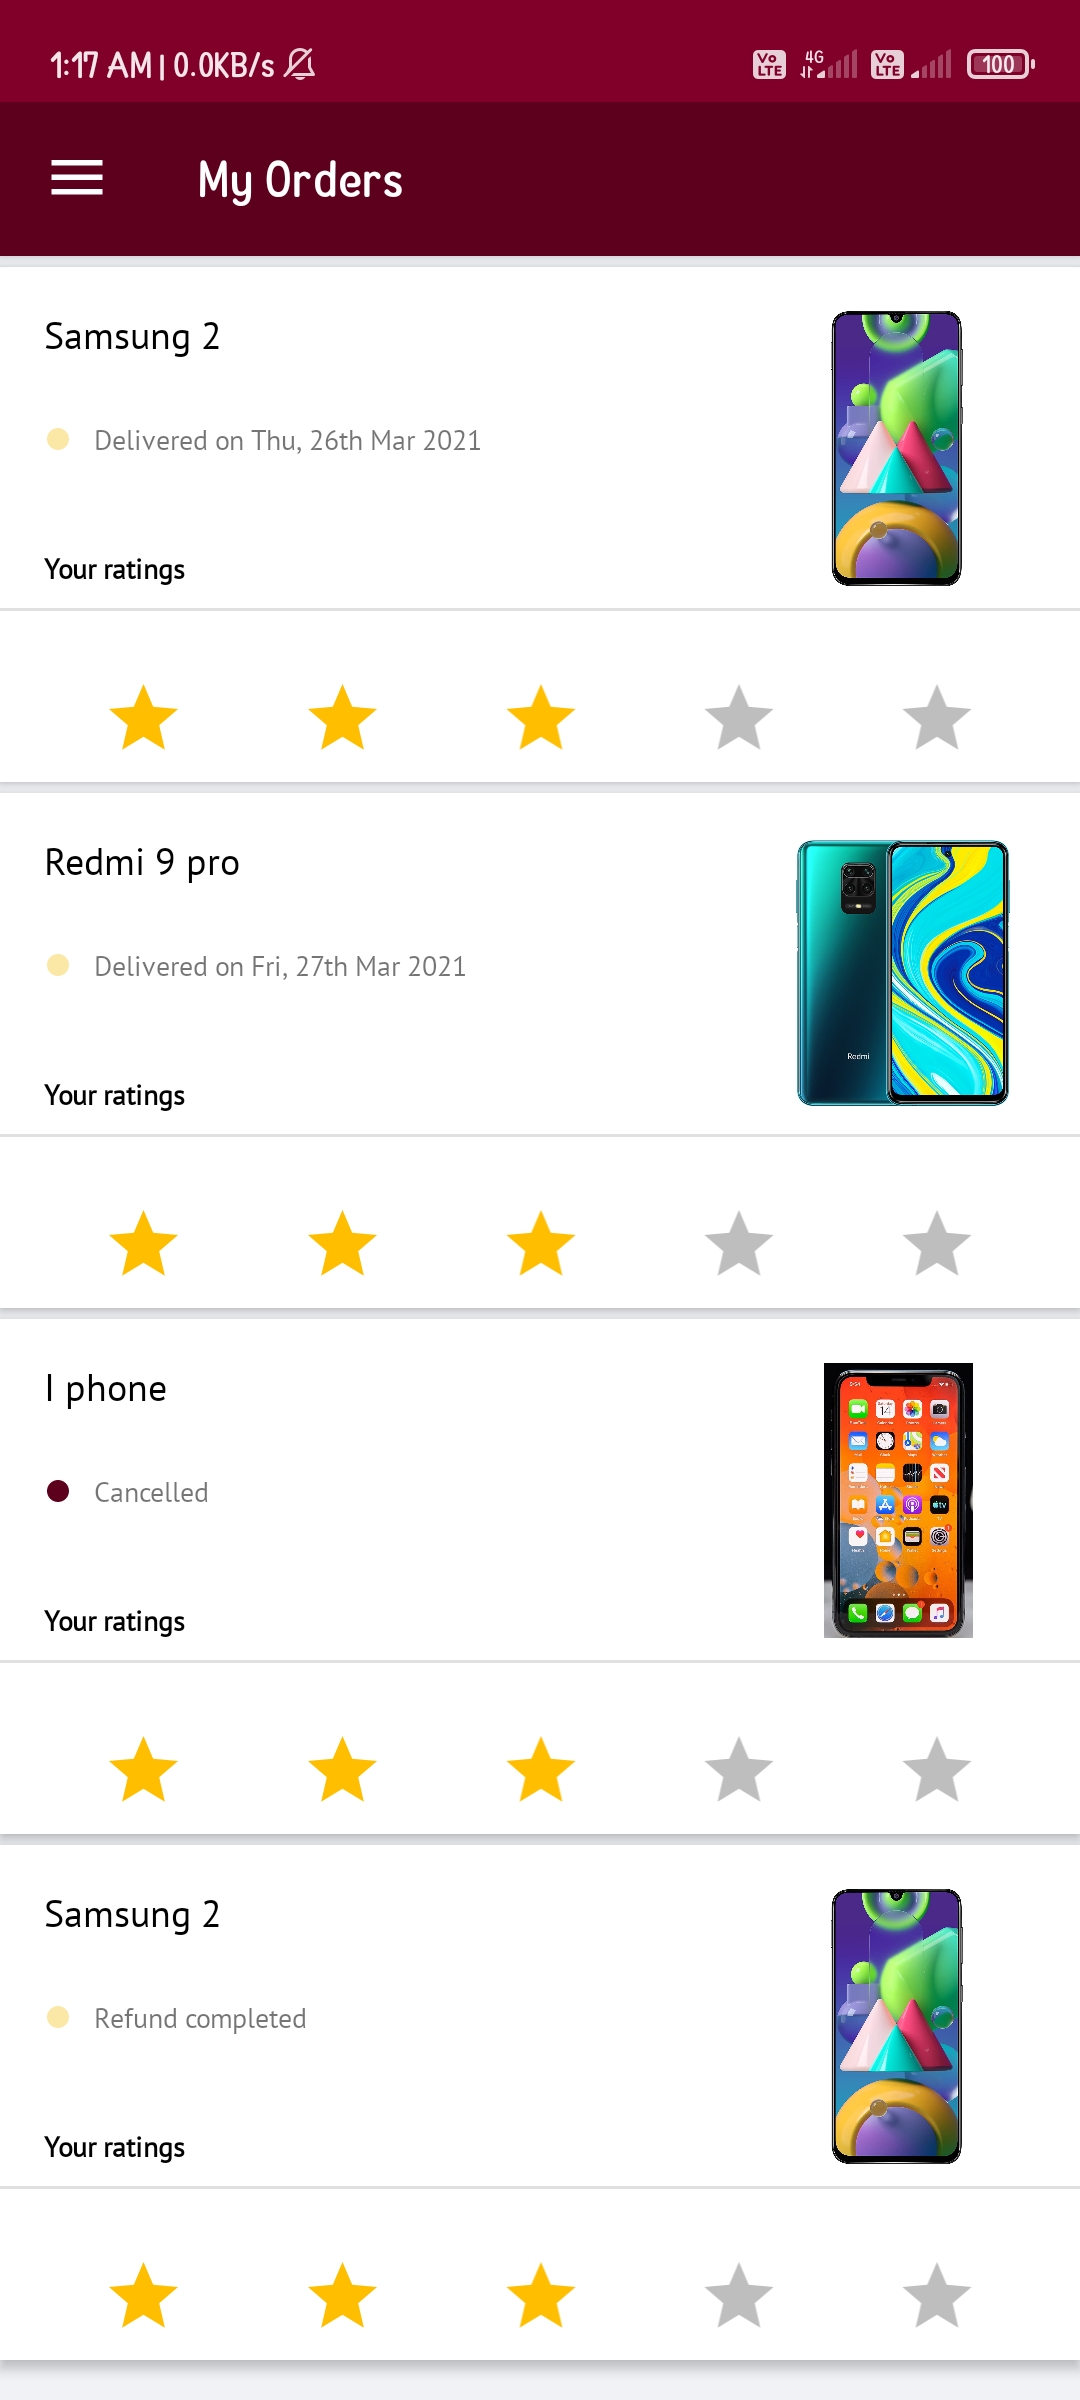 1:17 AM | 0.0KB/s
Vo LTE 4G Vo LTE 100
My Orders
Samsung 2
Delivered on Thu, 26th Mar 2021
Your ratings
Redmi 9 pro
Delivered on Fri, 27th Mar 2021
Redmi
Your ratings
I phone
Cancelled
Your ratings
Samsung 2
Refund completed
Your ratings